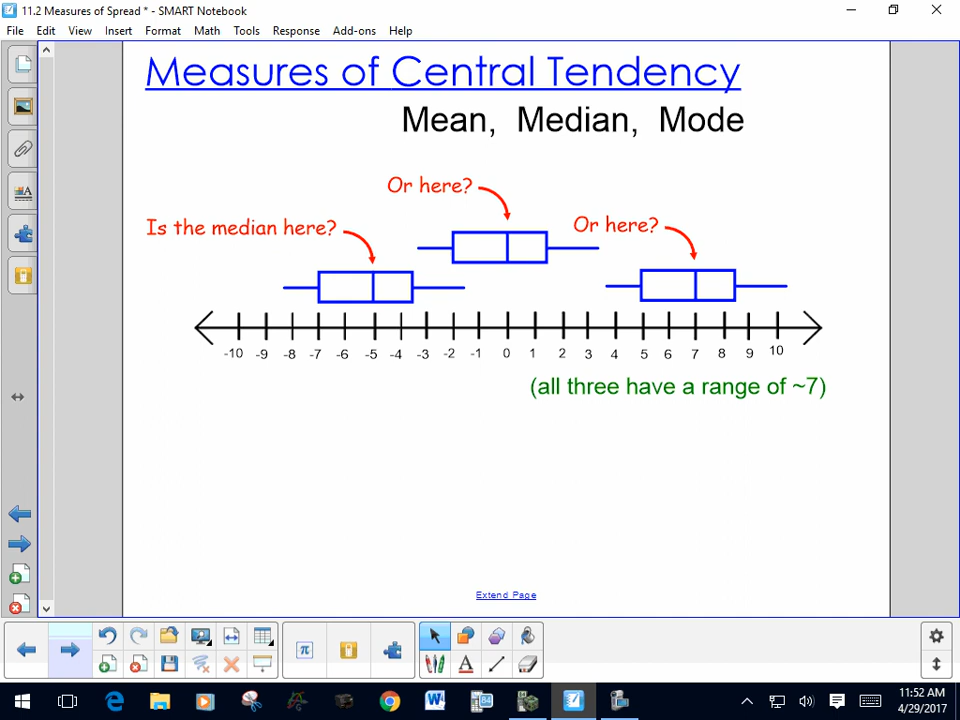 11.2 Measures of Spread * - SMART Notebook
File Edit View Insert Format Math Tools Response Add-ons Help
Measures of Central Tendency
Mean, Median, Mode
Or here?
Is the median here?
Or here?
-10 -9 -8 -7 -6 -5 -4 -3 -2 -1 0 1 2 3 4 5 6 7 8 9 10
(all three have a range of ~7)
Extend Page
11:52 AM
4/29/2017